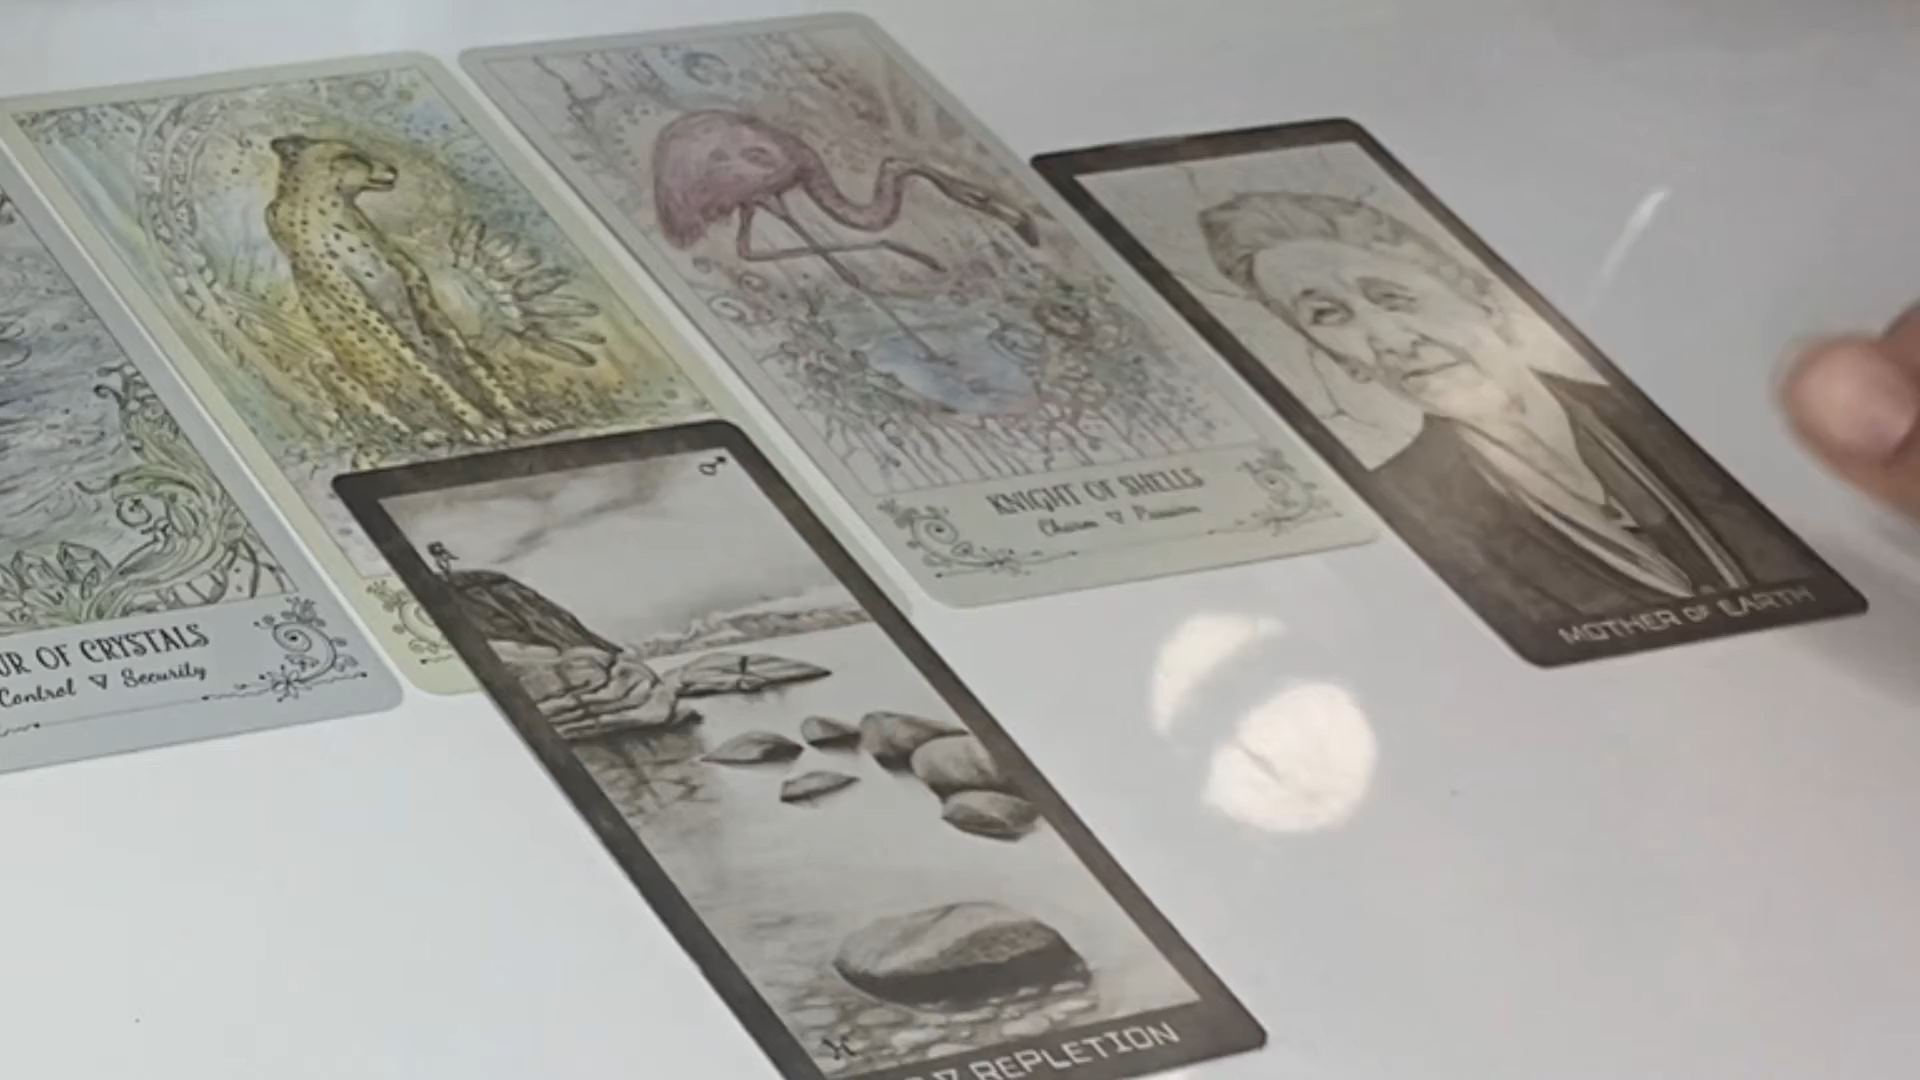 UR OF CRYSTALS
Control ▽ Security
KNIGHT OF SHELLS
Charm ▽ Passion
MOTHER OF EARTH
REPLETION